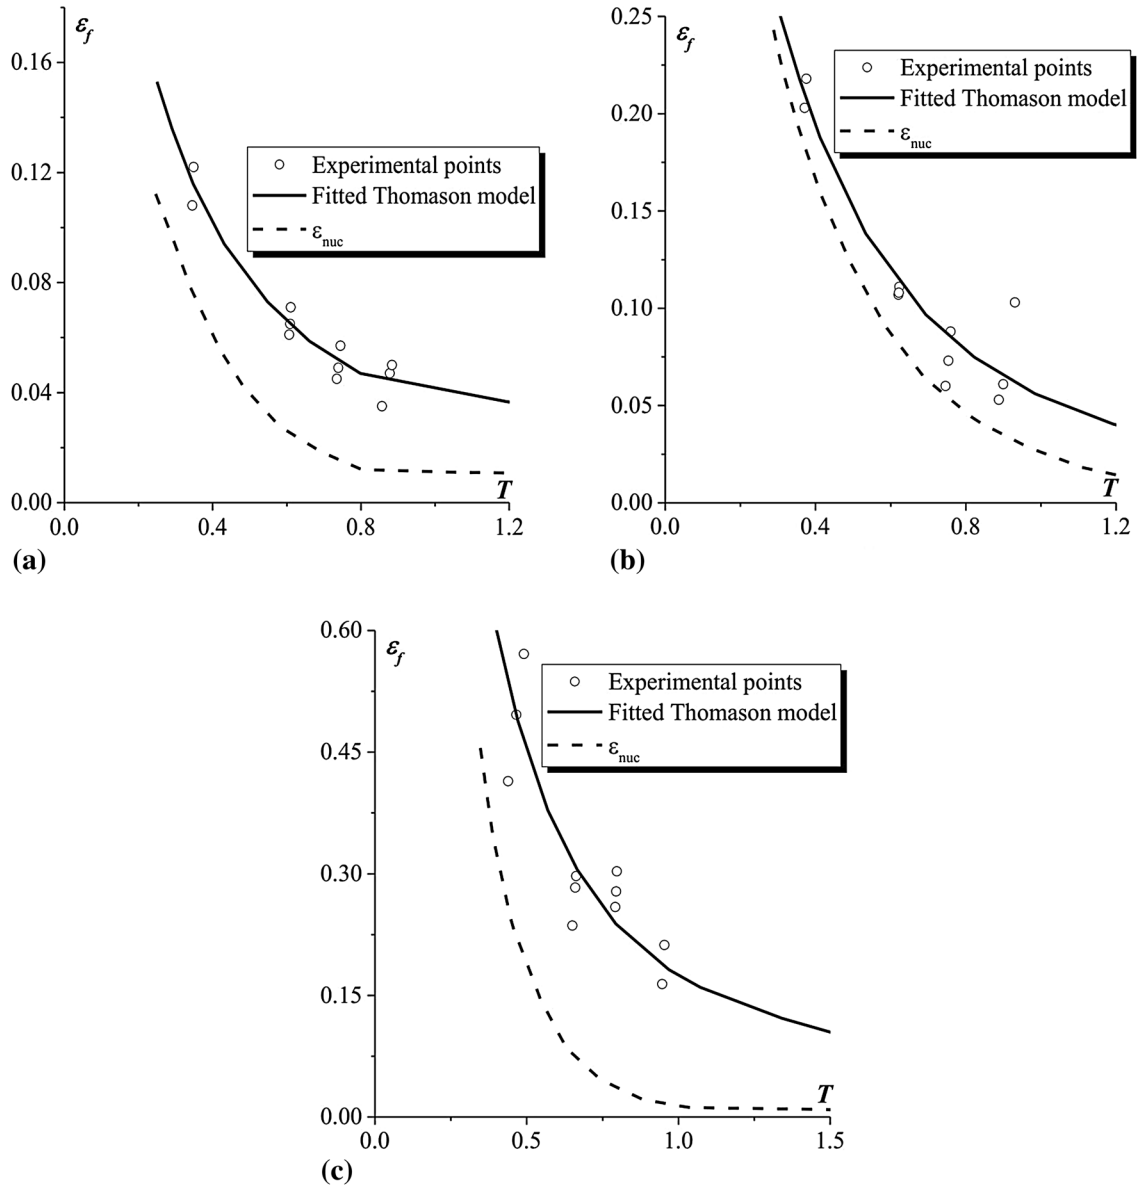 ε_f
0.16
0.12
0.08
0.04
0.00
0.0 0.4 0.8 1.2
T
Experimental points
Fitted Thomason model
ε_nuc
(a)
ε_f
0.25
0.20
0.15
0.10
0.05
0.00
0.0 0.4 0.8 1.2
T
Experimental points
Fitted Thomason model
ε_nuc
(b)
ε_f
0.60
0.45
0.30
0.15
0.00
0.0 0.5 1.0 1.5
T
Experimental points
Fitted Thomason model
ε_nuc
(c)